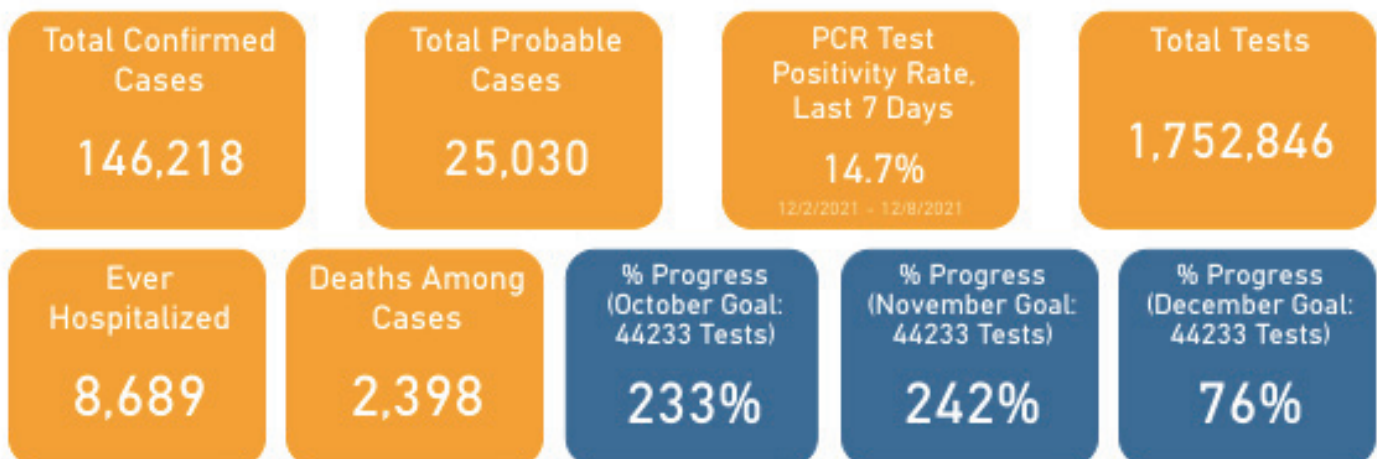 Total Confirmed
Cases
146,218
Total Probable
Cases
25,030
PCR Test
Positivity Rate,
Last 7 Days
14.7%
12/2/2021 - 12/8/2021
Total Tests
1,752,846
Ever
Hospitalized
8,689
Deaths Among
Cases
2,398
% Progress
(October Goal:
44233 Tests)
233%
% Progress
(November Goal:
44233 Tests)
242%
% Progress
(December Goal:
44233 Tests)
76%